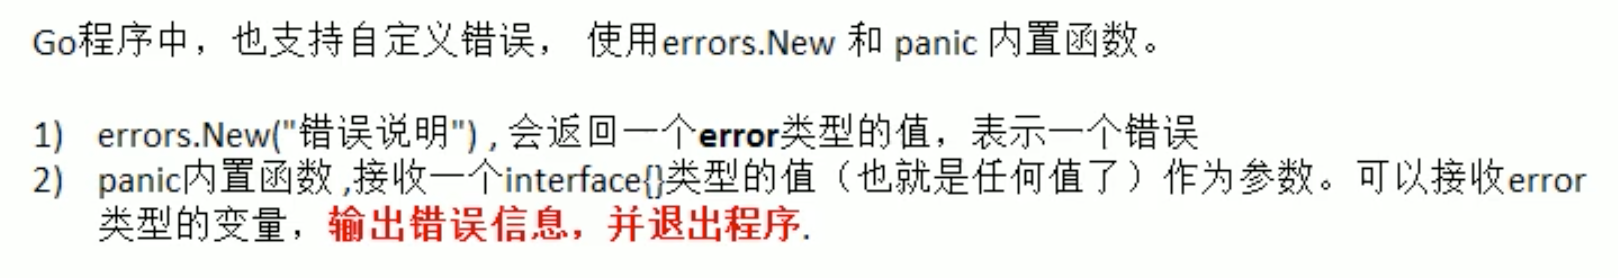 Go程序中，也支持自定义错误， 使用errors.New 和 panic 内置函数。
1) errors.New("错误说明") , 会返回一个error类型的值，表示一个错误
2) panic内置函数 ,接收一个interface{}类型的值（也就是任何值了）作为参数。可以接收error
类型的变量，输出错误信息，并退出程序.